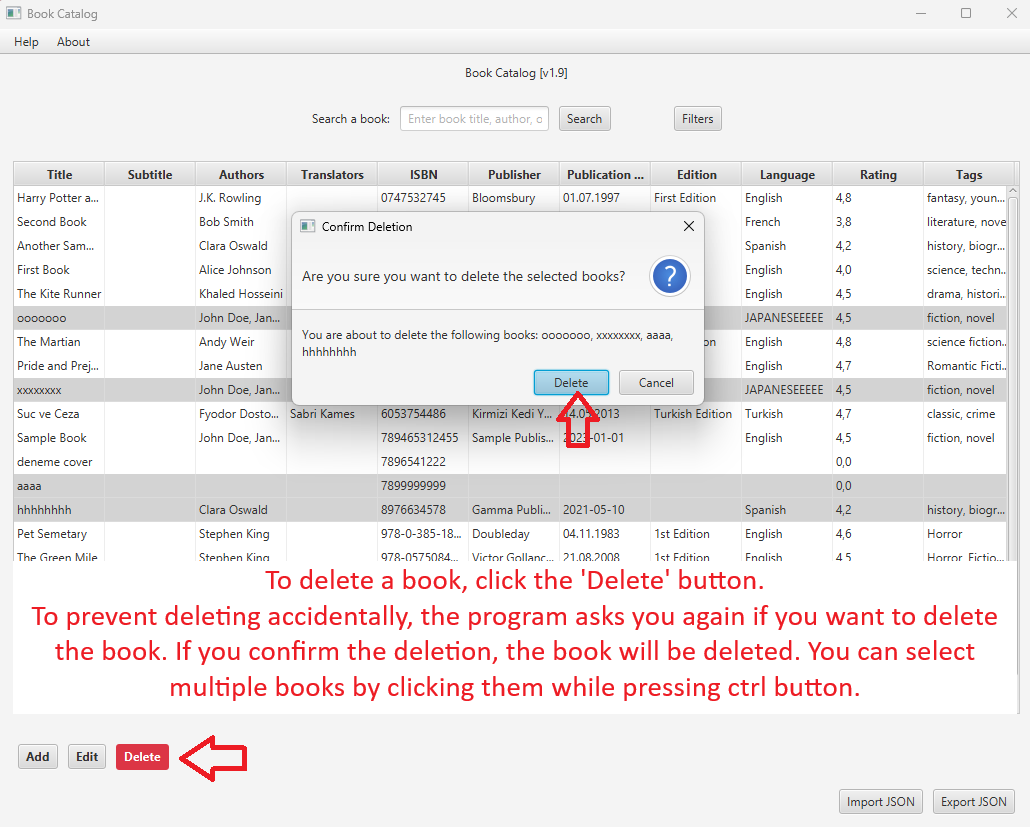 Book Catalog
Help About
Book Catalog [v1.9]
Search a book: Enter book title, author, o Search Filters
Title Subtitle Authors Translators ISBN Publisher Publication ... Edition Language Rating Tags
Harry Potter a... J.K. Rowling 0747532745 Bloomsbury 01.07.1997 First Edition English 4,8 fantasy, youn...
Second Book Bob Smith French 3,8 literature, nove
Another Sam... Clara Oswald Spanish 4,2 history, biogr...
First Book Alice Johnson English 4,0 science, techn...
The Kite Runner Khaled Hosseini English 4,5 drama, histori...
ooooooo John Doe, Jan... JAPANESEEEEE 4,5 fiction, novel
The Martian Andy Weir on English 4,8 science fiction...
Pride and Prej... Jane Austen English 4,7 Romantic Ficti...
xxxxxxxx John Doe, Jan... JAPANESEEEEE 4,5 fiction, novel
Suc ve Ceza Fyodor Dosto... Sabri Kames 6053754486 Kirmizi Kedi Y... 14.05.2013 Turkish Edition Turkish 4,7 classic, crime
Sample Book John Doe, Jan... 789465312455 Sample Publis... 2023-01-01 English 4,5 fiction, novel
deneme cover 7896541222 0,0
aaaa 7899999999 0,0
hhhhhhhh Clara Oswald 8976634578 Gamma Publi... 2021-05-10 Spanish 4,2 history, biogr...
Pet Semetary Stephen King 978-0-385-18... Doubleday 04.11.1983 1st Edition English 4,6 Horror
The Green Mile Stephen King 978-0575084... Victor Gollanc... 21.08.2008 1st Edition English 4,5 Horror, Fictio...
Confirm Deletion
Are you sure you want to delete the selected books?
You are about to delete the following books: ooooooo, xxxxxxxx, aaaa,
hhhhhhhh
Delete Cancel
To delete a book, click the 'Delete' button.
To prevent deleting accidentally, the program asks you again if you want to delete
the book. If you confirm the deletion, the book will be deleted. You can select
multiple books by clicking them while pressing ctrl button.
Add Edit Delete
Import JSON Export JSON